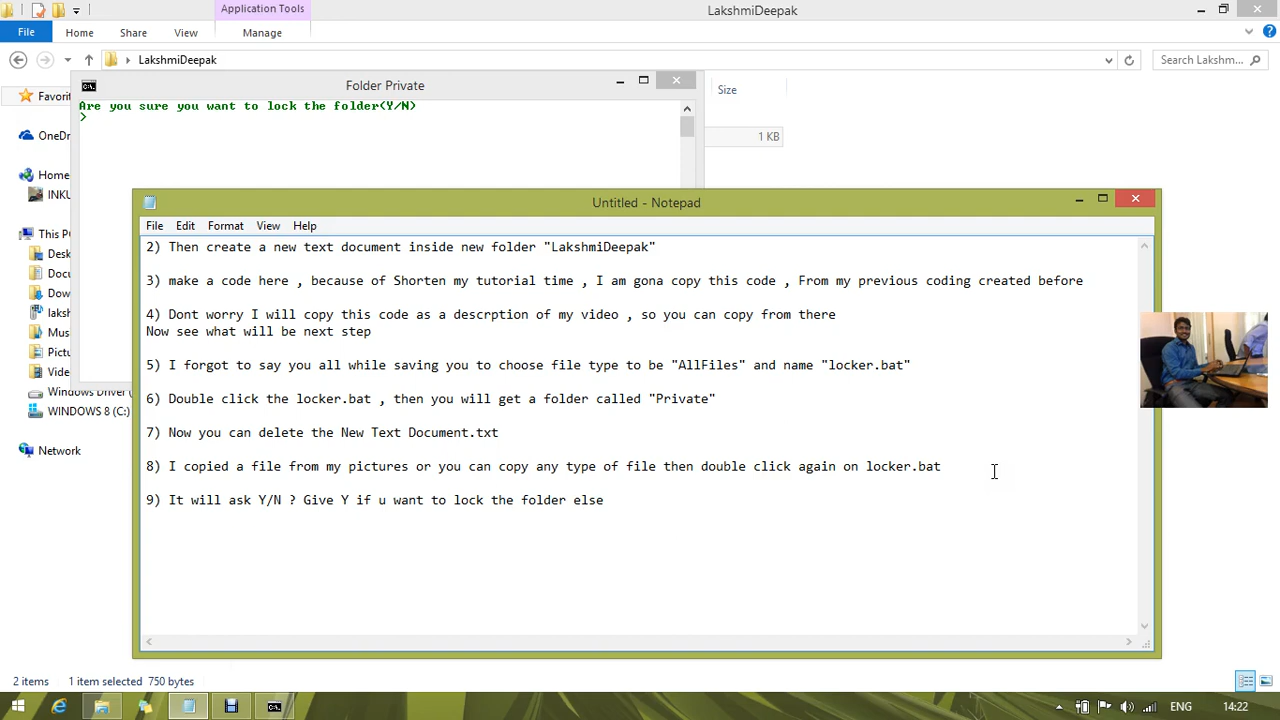 Application Tools
LakshmiDeepak
File
Home
Share
View
Manage
LakshmiDeepak
Search Lakshm...
Favorit
Folder Private
Size
Are you sure you want to lock the folder(Y/N)
>
OneDr
1 KB
Home
INKU
Untitled - Notepad
File Edit Format View Help
This P
2) Then create a new text document inside new folder "LakshmiDeepak"
Desk
Docu
3) make a code here , because of Shorten my tutorial time , I am gona copy this code , From my previous coding created before
Dow
laksh
4) Dont worry I will copy this code as a descrption of my video , so you can copy from there
Mus
Now see what will be next step
Pictu
5) I forgot to say you all while saving you to choose file type to be "AllFiles" and name "locker.bat"
Video
Windows Driver (
6) Double click the locker.bat , then you will get a folder called "Private"
WINDOWS 8 (C:)
7) Now you can delete the New Text Document.txt
Network
8) I copied a file from my pictures or you can copy any type of file then double click again on locker.bat
9) It will ask Y/N ? Give Y if u want to lock the folder else
2 items
1 item selected 750 bytes
ENG
14:22